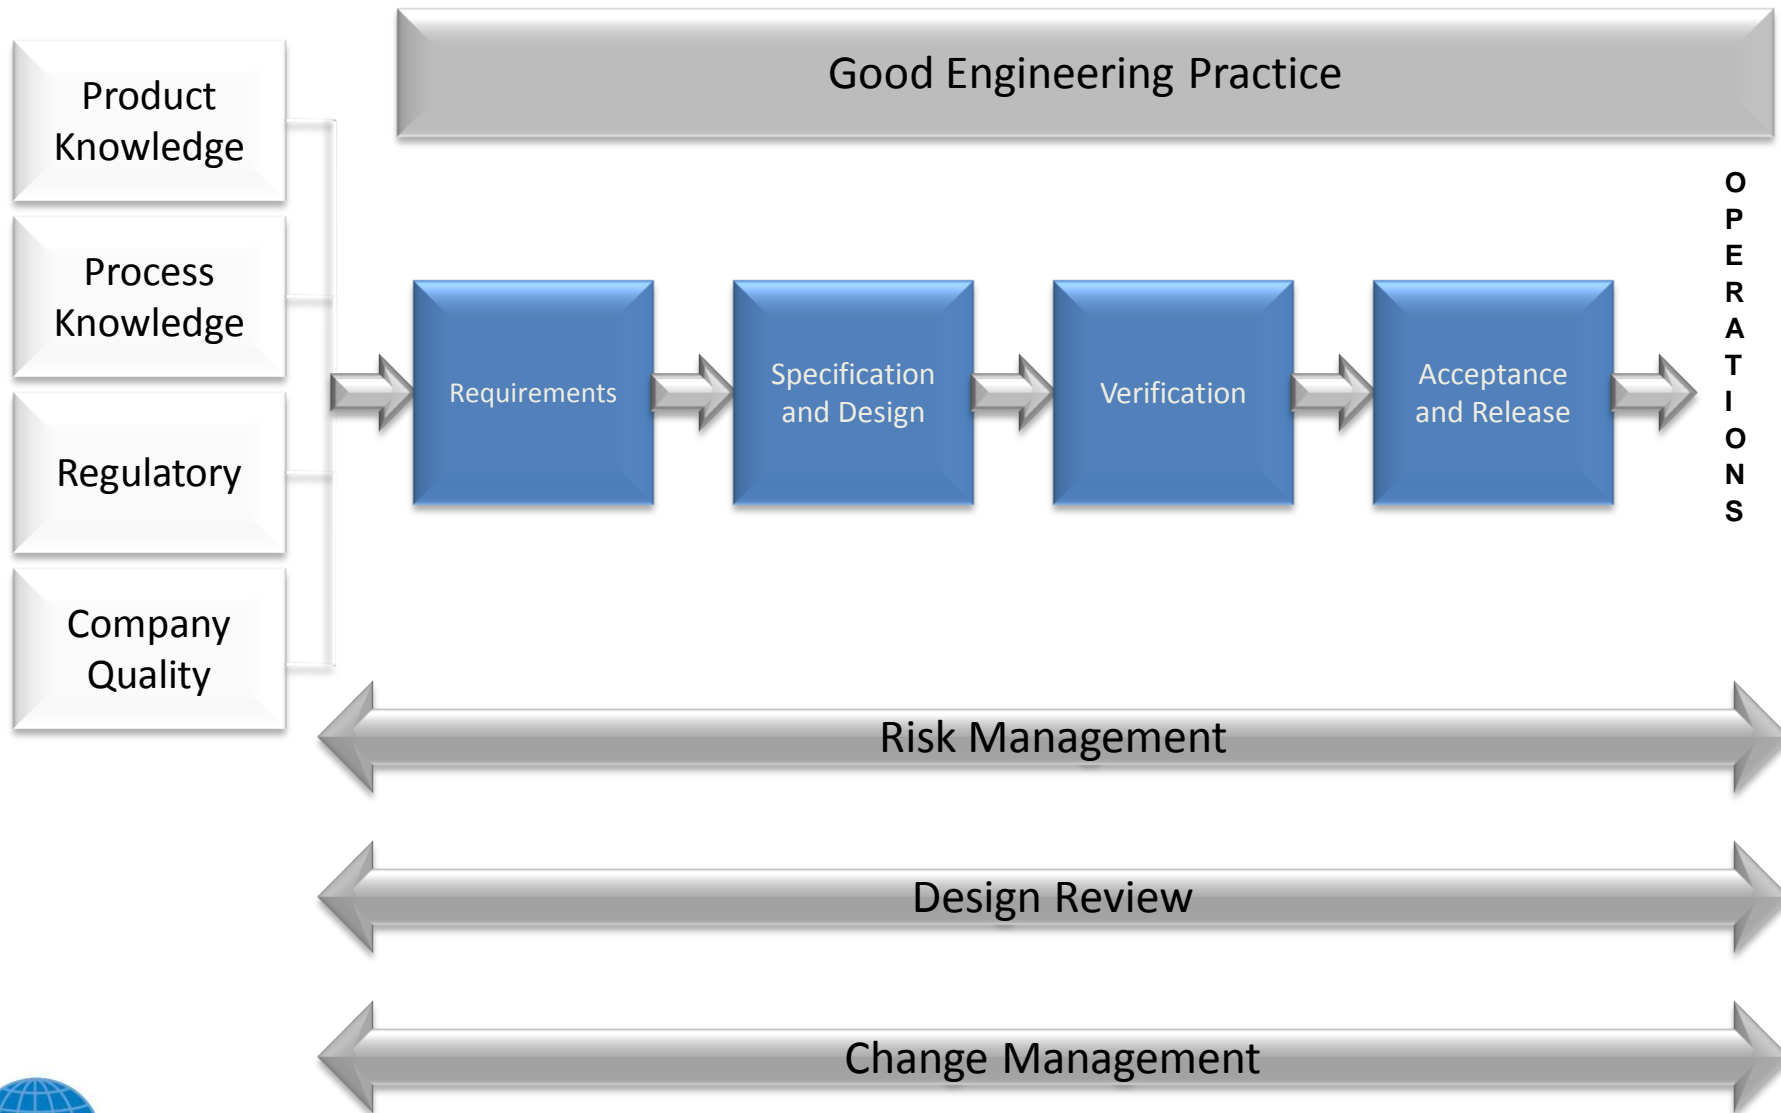 Good Engineering Practice
Product
Knowledge
Process
Knowledge
Regulatory
Company
Quality
Requirements
Specification
and Design
Verification
Acceptance
and Release
OPERATIONS
Risk Management
Design Review
Change Management